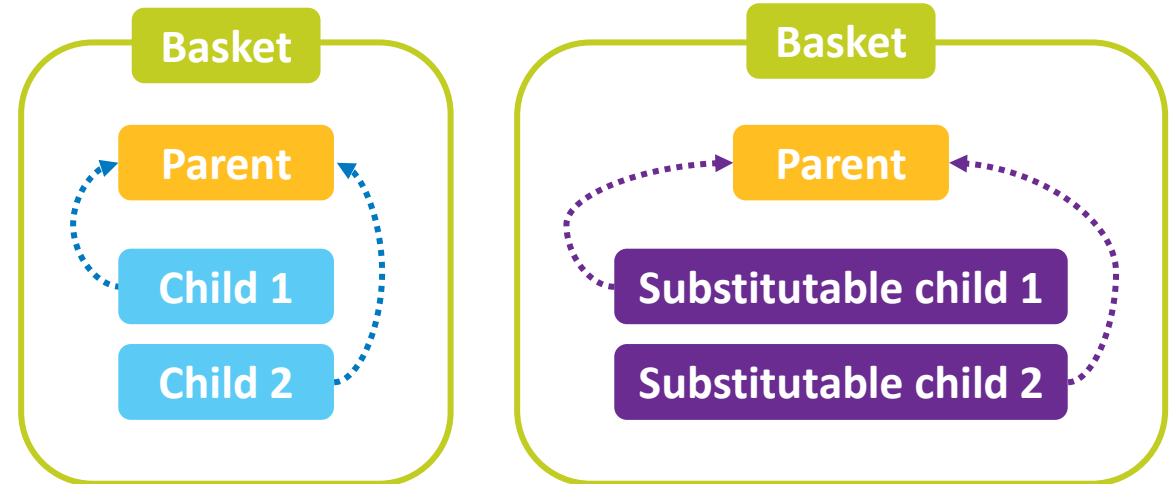 Basket
Parent
Child 1
Child 2
Basket
Parent
Substitutable child 1
Substitutable child 2